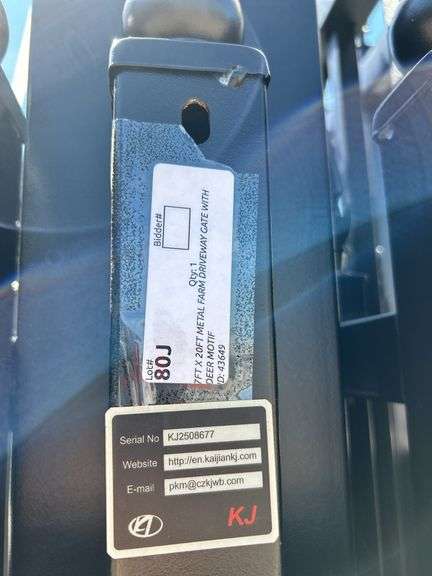 Lot#
80J
Bidder#
Qty: 1
7FT X 20FT METAL FARM DRIVEWAY GATE WITH
DEER MOTIF
ID: 43649
Serial No KJ2508677
Website http://en.kaijiankj.com
E-mail pkm@czkjwb.com
KJ